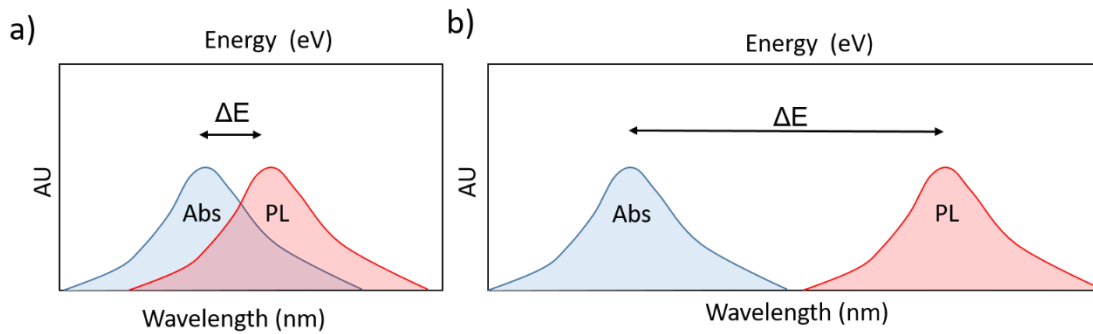 a)
Energy (eV)
ΔE
AU
Abs
PL
Wavelength (nm)
b)
Energy (eV)
ΔE
AU
Abs
PL
Wavelength (nm)